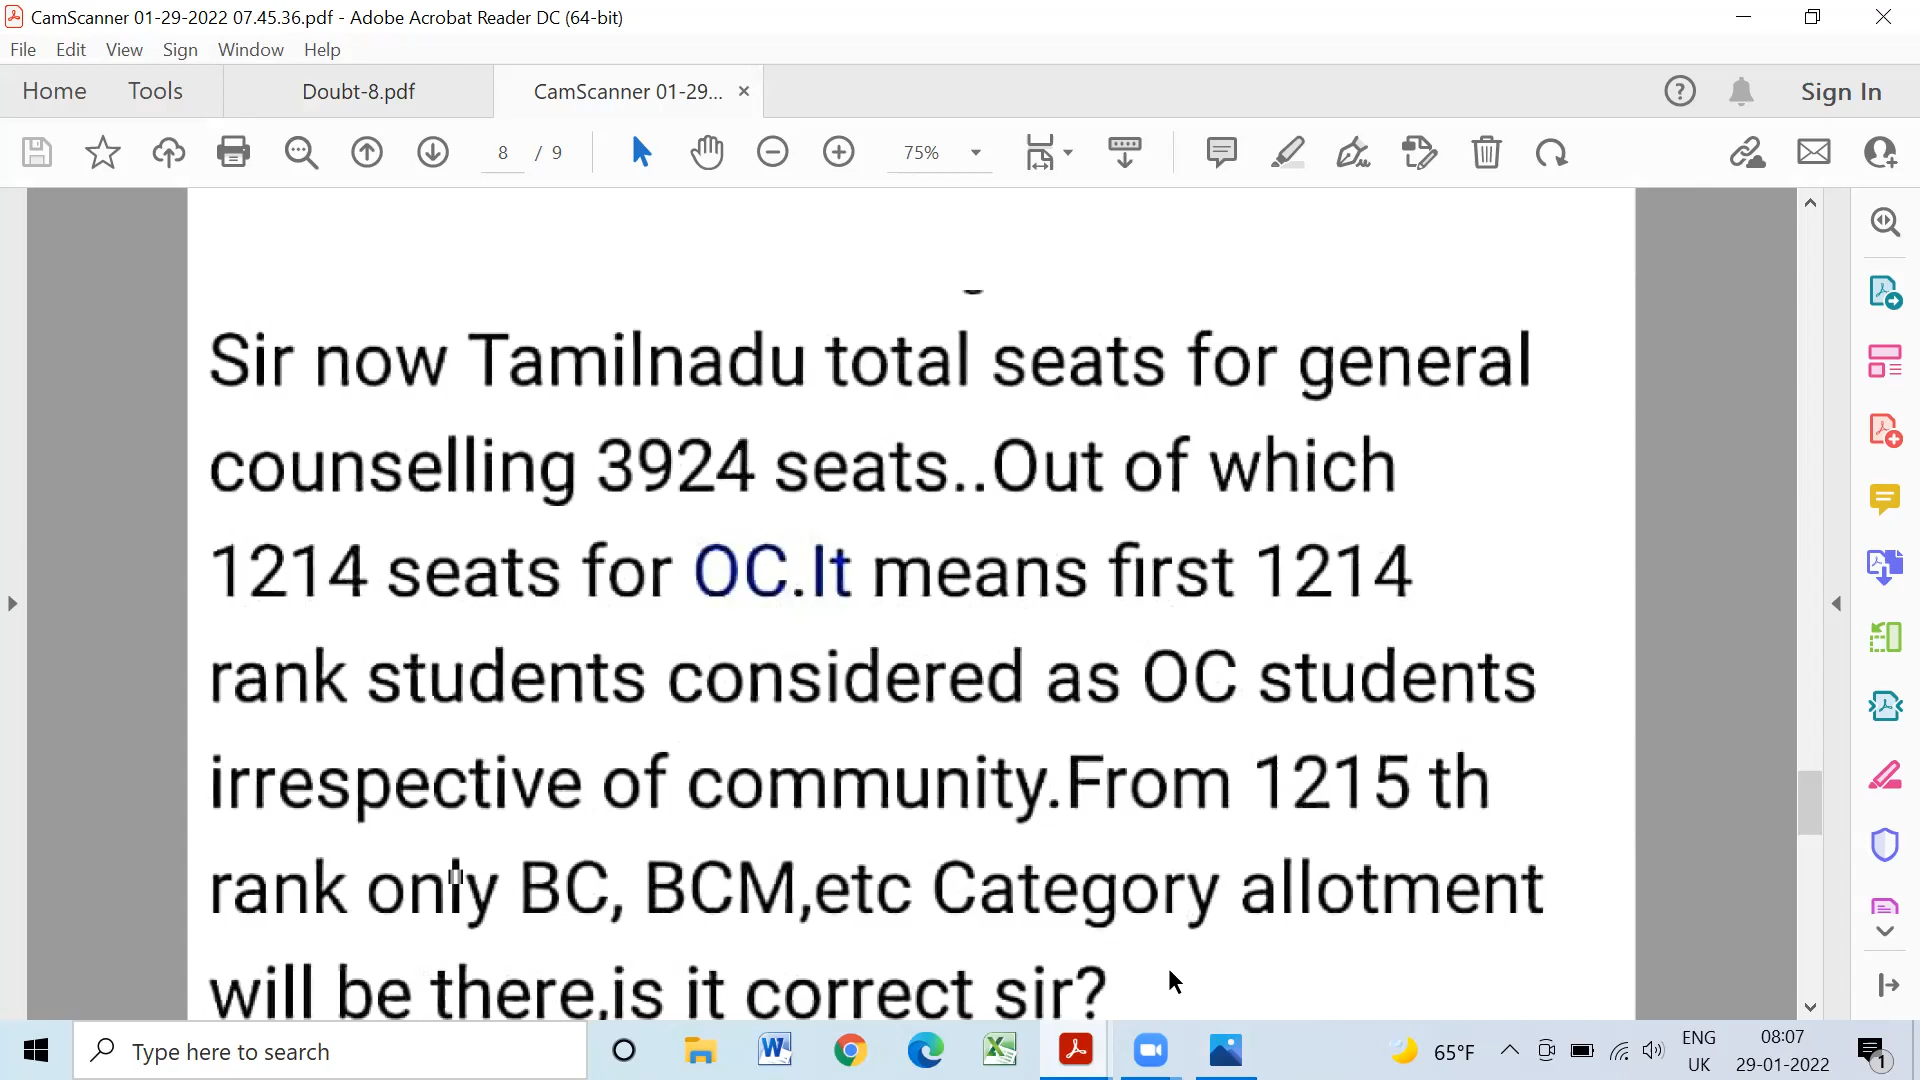 CamScanner 01-29-2022 07.45.36.pdf - Adobe Acrobat Reader DC (64-bit)
File Edit View Sign Window Help
Home Tools Doubt-8.pdf CamScanner 01-29... × Sign In
8 / 9 75%
Sir now Tamilnadu total seats for general
counselling 3924 seats..Out of which
1214 seats for OC.It means first 1214
rank students considered as OC students
irrespective of community.From 1215 th
rank only BC, BCM,etc Category allotment
will be there,is it correct sir?
Type here to search
65°F
ENG
UK
08:07
29-01-2022
1